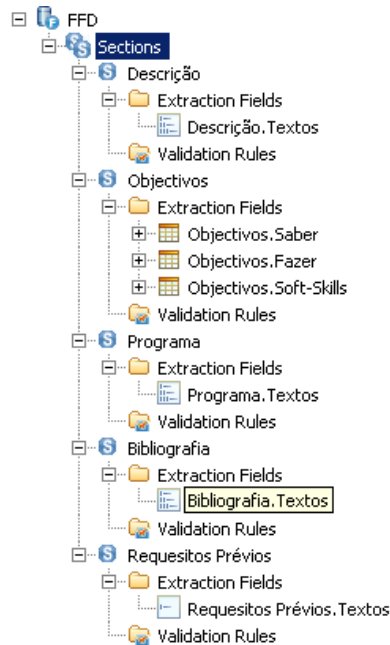 FFD
Sections
Descrição
Extraction Fields
Descrição.Textos
Validation Rules
Objectivos
Extraction Fields
Objectivos.Saber
Objectivos.Fazer
Objectivos.Soft-Skills
Validation Rules
Programa
Extraction Fields
Programa.Textos
Validation Rules
Bibliografia
Extraction Fields
Bibliografia.Textos
Validation Rules
Requesitos Prévios
Extraction Fields
Requesitos Prévios.Textos
Validation Rules